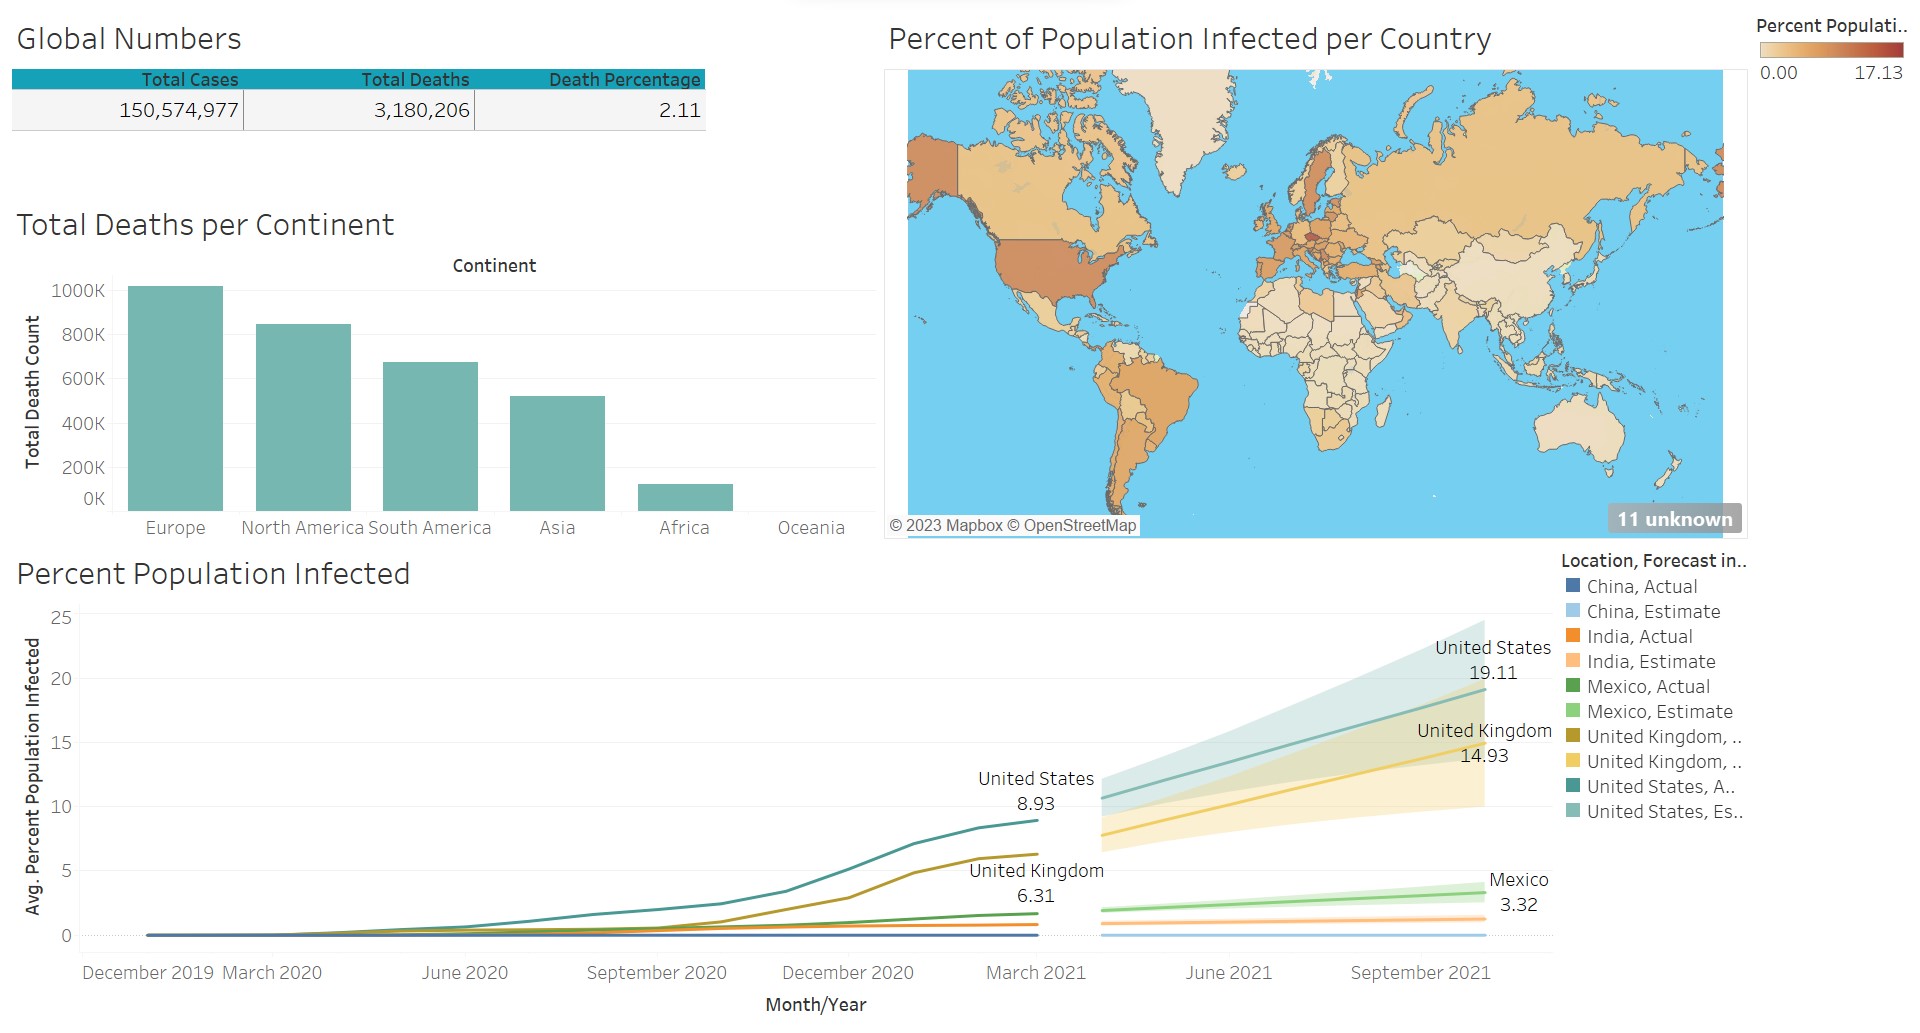 Global Numbers
Total Cases Total Deaths Death Percentage
150,574,977 3,180,206 2.11
Total Deaths per Continent
Continent
Total Death Count
1000K
800K
600K
400K
200K
0K
Europe North America South America Asia Africa Oceania
Percent of Population Infected per Country
Percent Populati..
0.00 17.13
© 2023 Mapbox © OpenStreetMap
11 unknown
Percent Population Infected
Avg. Percent Population Infected
25
20
15
10
5
0
United States
8.93
United Kingdom
6.31
United States
19.11
United Kingdom
14.93
Mexico
3.32
December 2019 March 2020 June 2020 September 2020 December 2020 March 2021 June 2021 September 2021
Month/Year
Location, Forecast in..
China, Actual
China, Estimate
India, Actual
India, Estimate
Mexico, Actual
Mexico, Estimate
United Kingdom, ..
United Kingdom, ..
United States, A..
United States, Es..